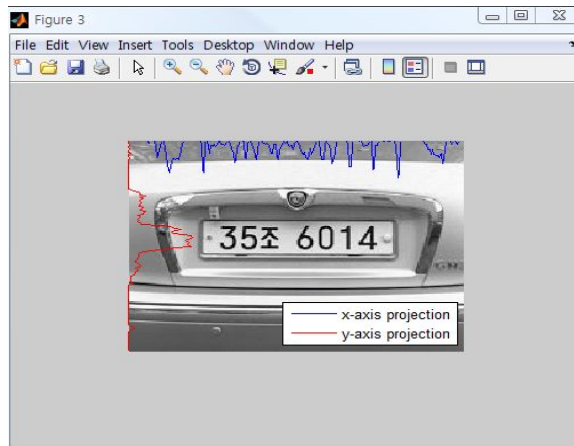 Figure 3
File Edit View Insert Tools Desktop Window Help
35조 6014
x-axis projection
y-axis projection